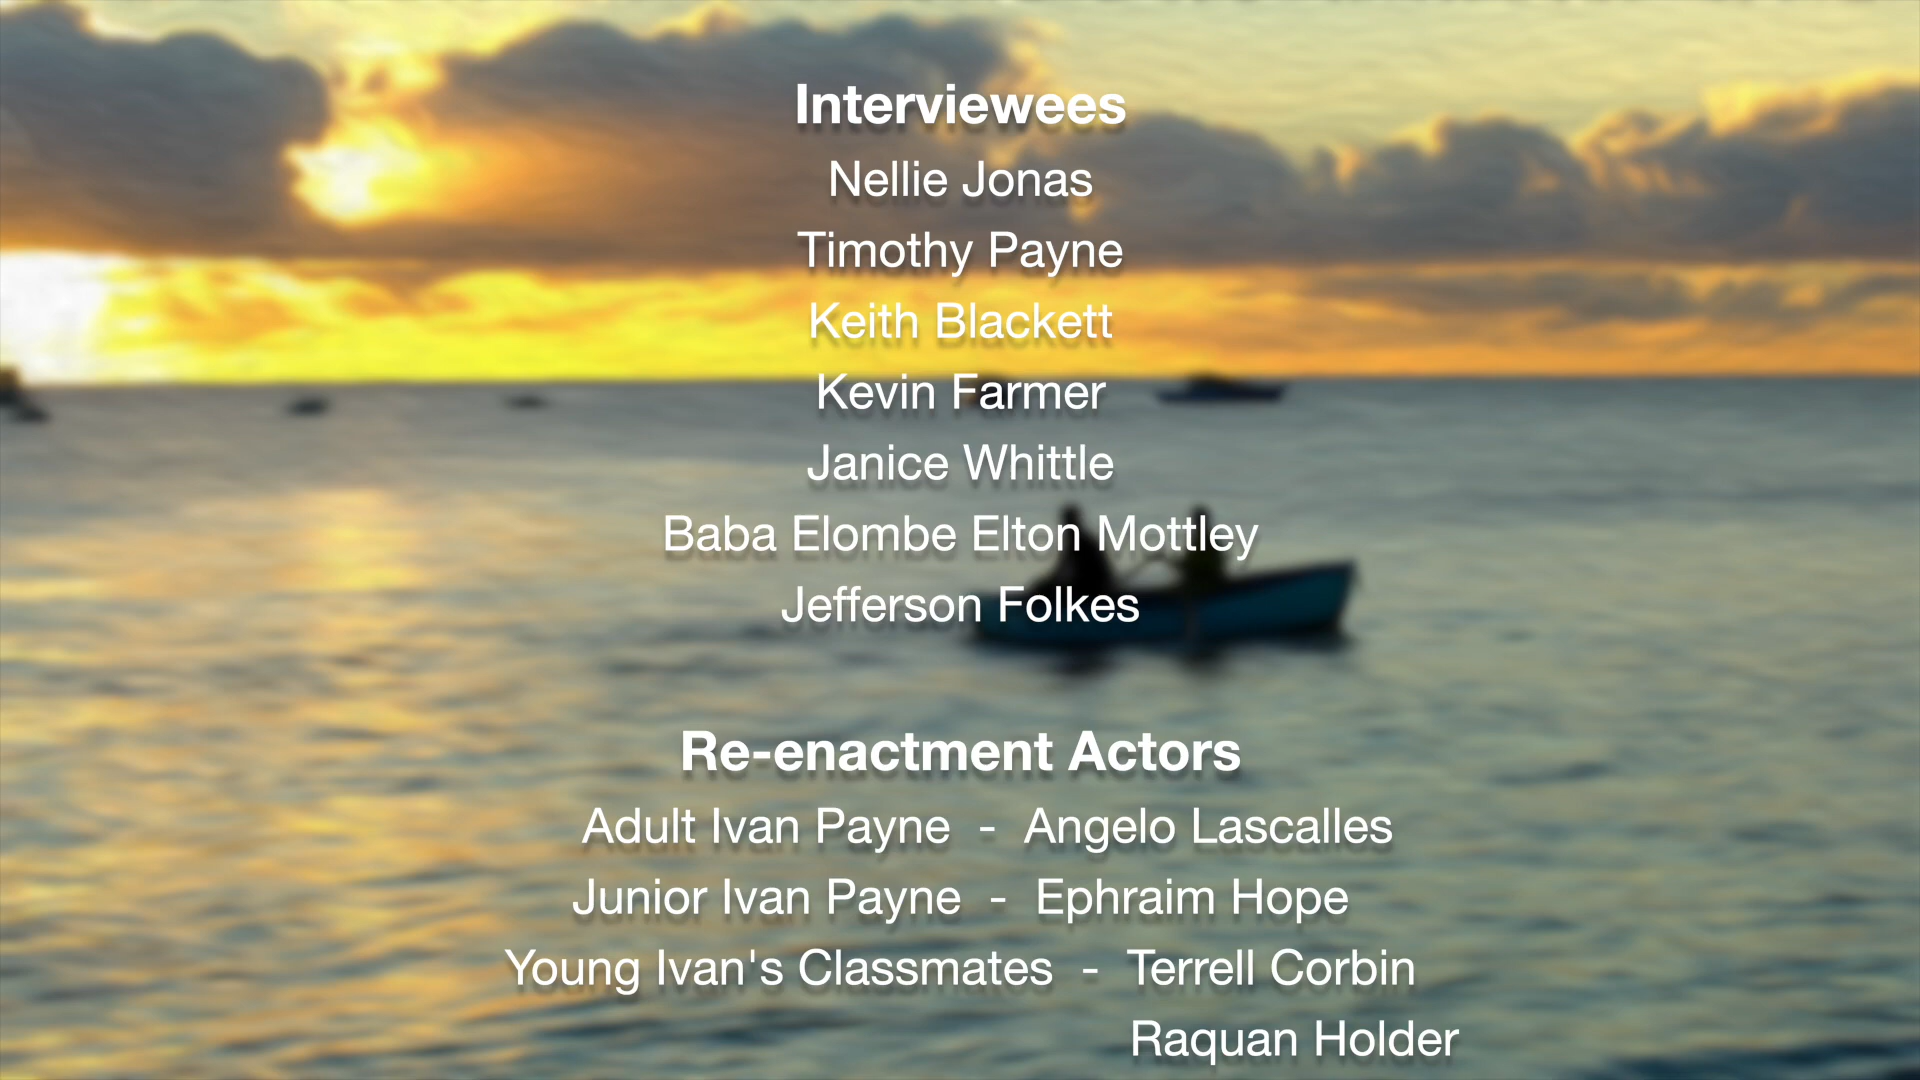 Interviewees
Nellie Jonas
Timothy Payne
Keith Blackett
Kevin Farmer
Janice Whittle
Baba Elombe Elton Mottley
Jefferson Folkes
Re-enactment Actors
Adult Ivan Payne - Angelo Lascalles
Junior Ivan Payne - Ephraim Hope
Young Ivan's Classmates - Terrell Corbin
Raquan Holder